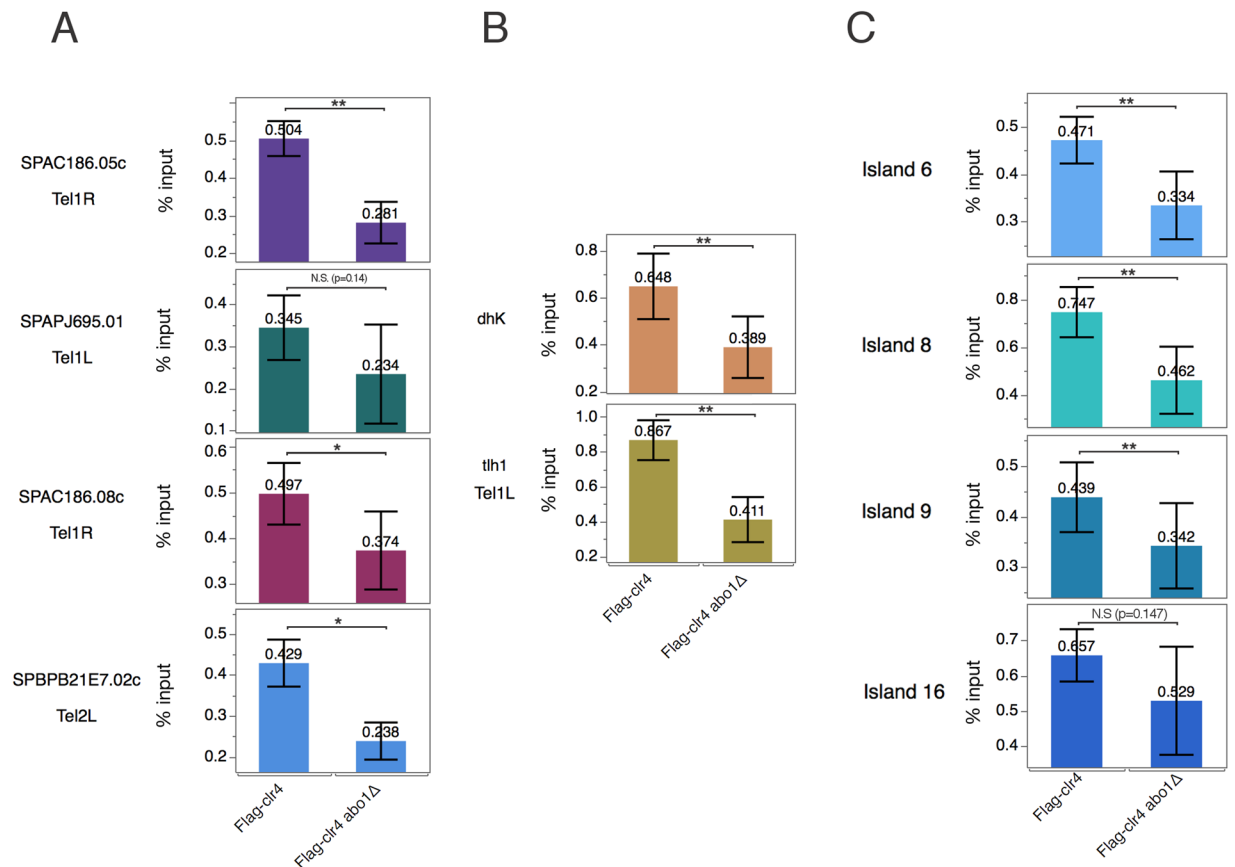 A
B
C
SPAC186.05c
Tel1R
% input
0.5
0.4
0.3
0.2
**
0.504
0.281
SPAPJ695.01
Tel1L
% input
0.4
0.3
0.2
0.1
N.S. (p=0.14)
0.345
0.234
SPAC186.08c
Tel1R
% input
0.6
0.5
0.4
0.3
*
0.497
0.374
SPBPB21E7.02c
Tel2L
% input
0.5
0.4
0.3
0.2
*
0.429
0.238
Flag-clr4
Flag-clr4 abo1Δ
dhK
% input
0.8
0.6
0.4
0.2
**
0.648
0.389
tlh1
Tel1L
% input
1.0
0.8
0.6
0.4
0.2
**
0.867
0.411
Flag-clr4
Flag-clr4 abo1Δ
Island 6
% input
0.5
0.4
0.3
**
0.471
0.334
Island 8
% input
0.8
0.6
0.4
**
0.747
0.462
Island 9
% input
0.5
0.4
0.3
**
0.439
0.342
Island 16
% input
0.7
0.6
0.5
0.4
N.S (p=0.147)
0.657
0.529
Flag-clr4
Flag-clr4 abo1Δ